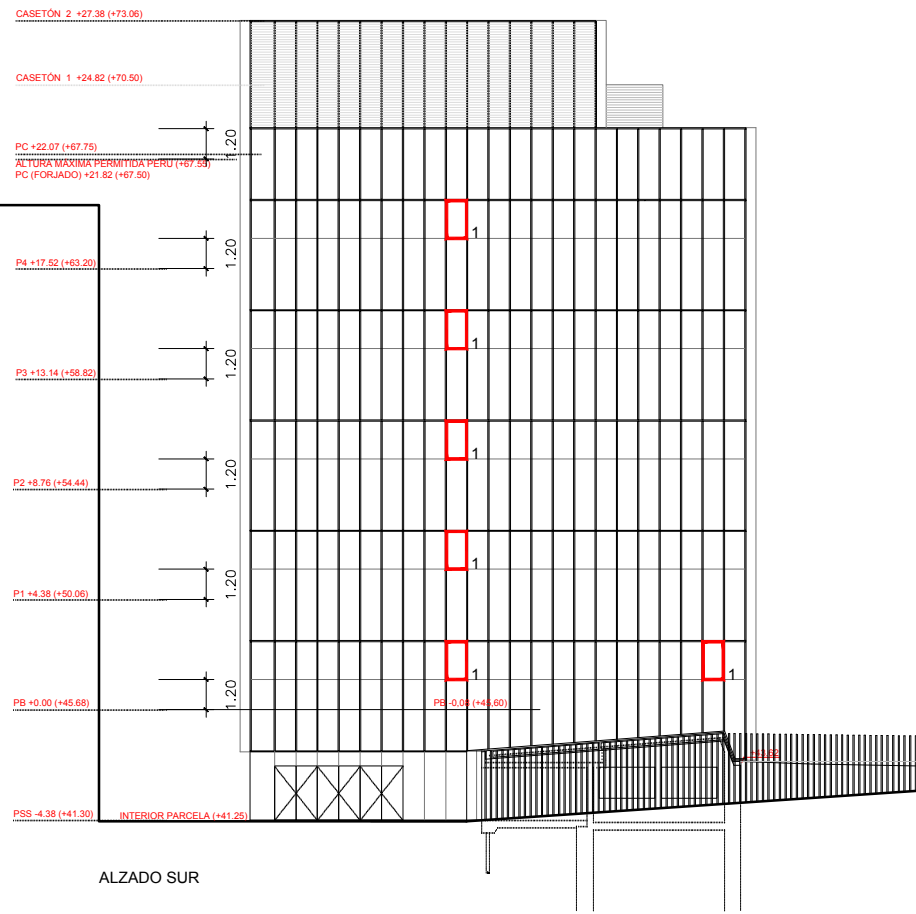 CASETÓN 2 +27.38 (+73.06)
CASETÓN 1 +24.82 (+70.50)
1.20
PC +22.07 (+67.75)
ALTURA MAXIMA PERMITIDA PERU (+67.55)
PC (FORJADO) +21.82 (+67.50)
1
1.20
P4 +17.52 (+63.20)
1
1.20
P3 +13.14 (+58.82)
1
1.20
P2 +8.76 (+54.44)
1
1.20
P1 +4.38 (+50.06)
1
1
1.20
PB +0.00 (+45.68)
PB -0,08 (+45,60)
+43.62
PSS -4.38 (+41.30)
INTERIOR PARCELA (+41.25)
ALZADO SUR